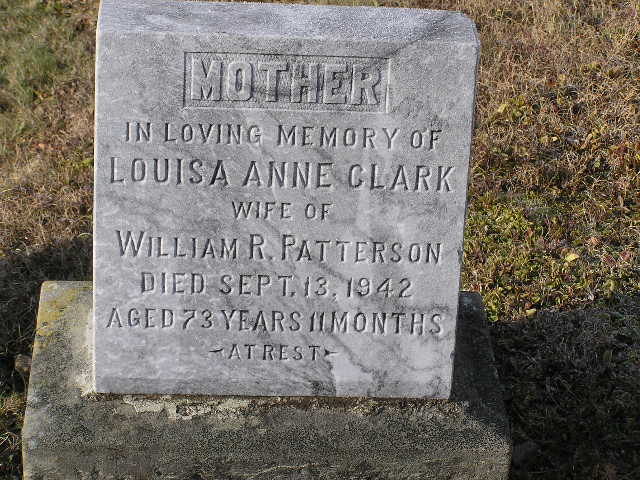 MOTHER
IN LOVING MEMORY OF
LOUISA ANNE CLARK
WIFE OF
WILLIAM R. PATTERSON
DIED SEPT. 13, 1942
AGED 73 YEARS 11 MONTHS
AT REST